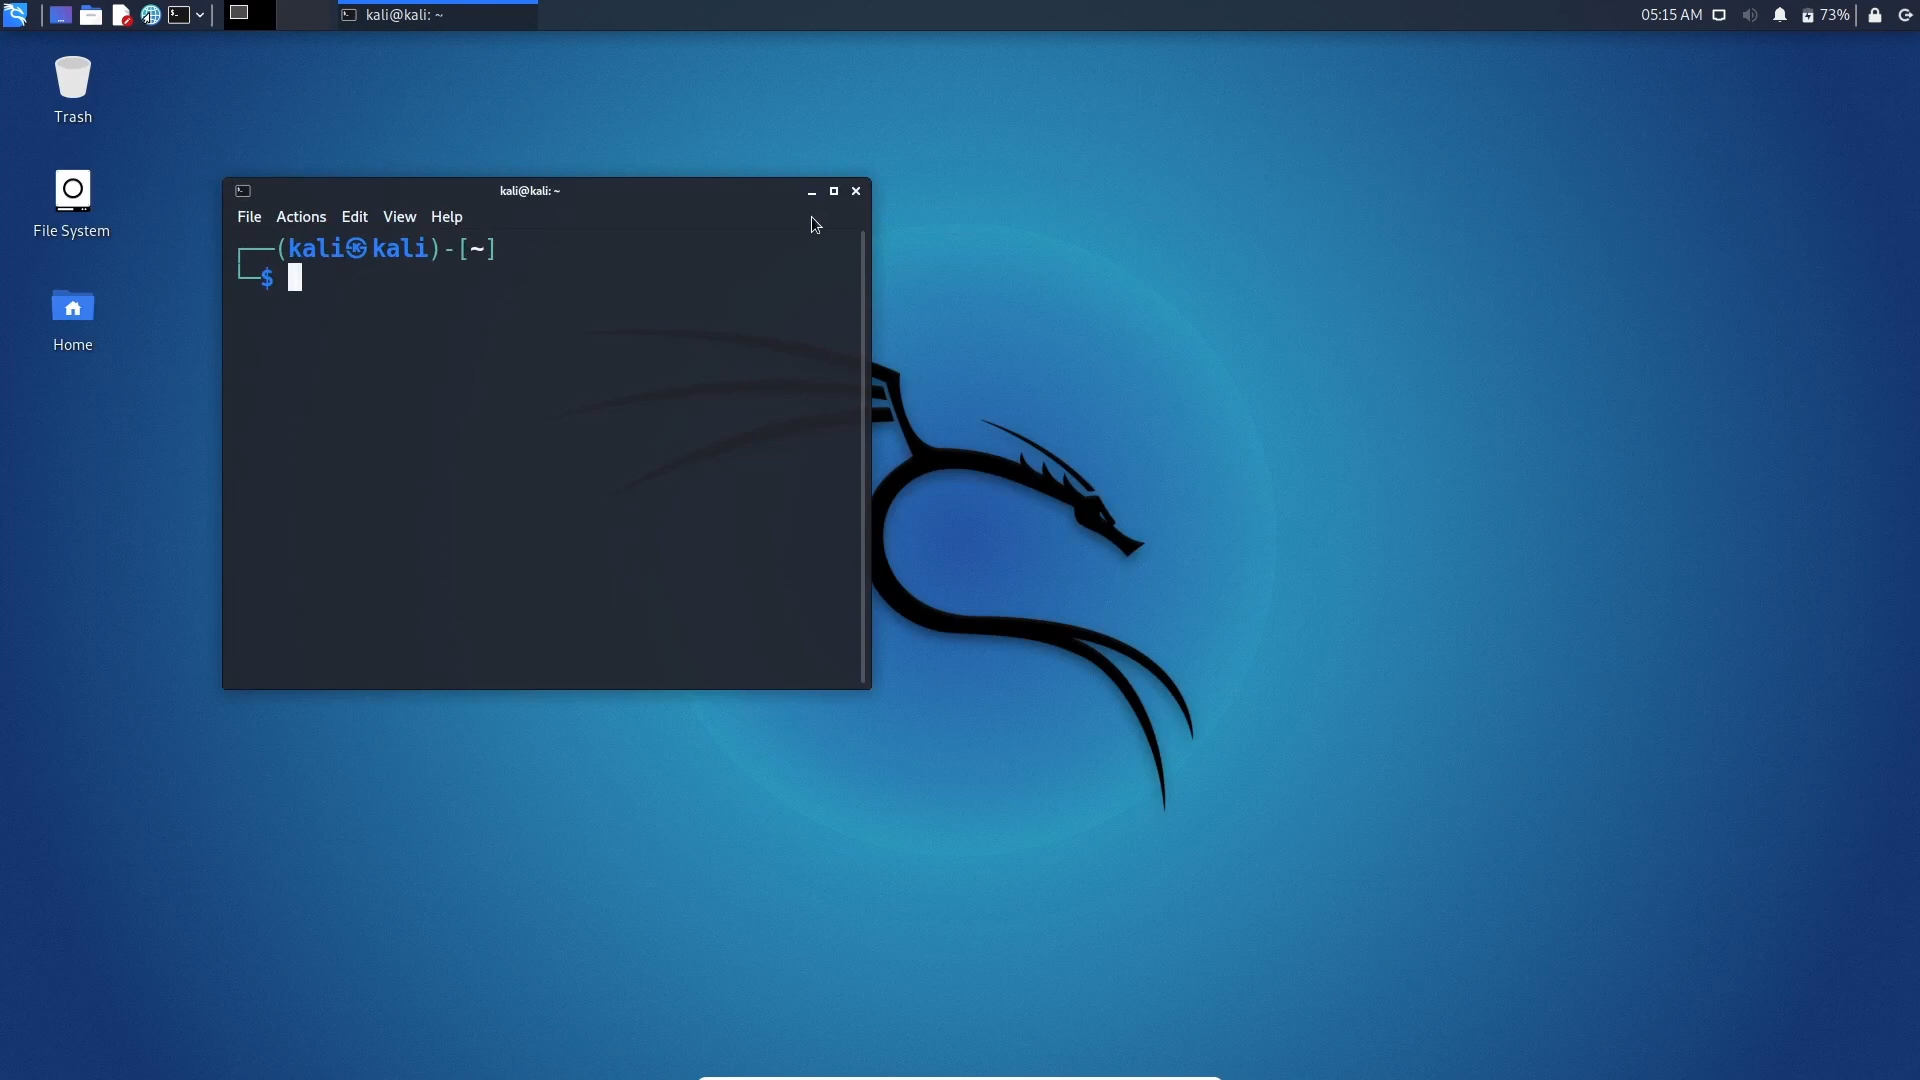 kali@kali: ~
05:15 AM
73%
Trash
File System
Home
kali@kali: ~
File Actions Edit View Help
┌──(kali㉿kali)-[~]
└─$